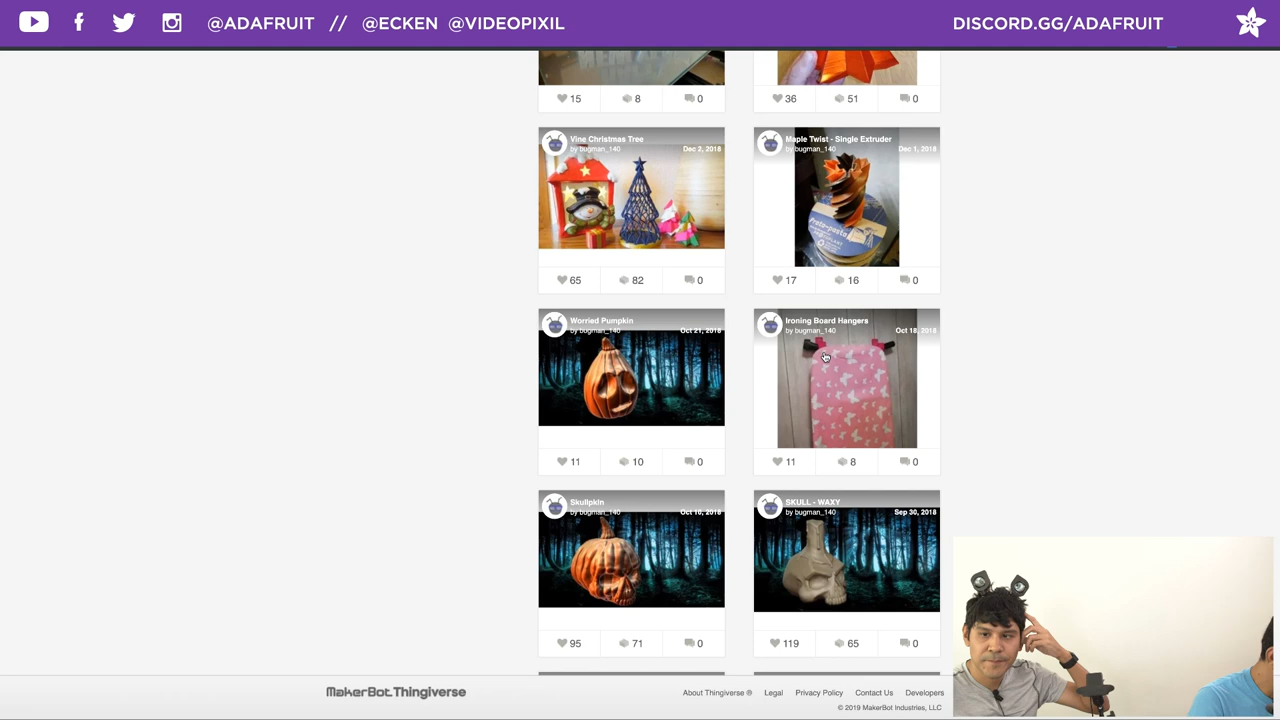 @ADAFRUIT // @ECKEN @VIDEOPIXIL
DISCORD.GG/ADAFRUIT
15 8 0
36 51 0
Vine Christmas Tree
by bugman_140 Dec 2, 2018
65 82 0
Maple Twist - Single Extruder
by bugman_140 Dec 1, 2018
Proto-pasta
17 16 0
Worried Pumpkin
by bugman_140 Oct 21, 2018
11 10 0
Ironing Board Hangers
by bugman_140 Oct 18, 2018
11 8 0
Skullpkin
by bugman_140 Oct 16, 2018
95 71 0
SKULL - WAXY
by bugman_140 Sep 30, 2018
119 65 0
MakerBot.Thingiverse
About Thingiverse ® Legal Privacy Policy Contact Us Developers
© 2019 MakerBot Industries, LLC